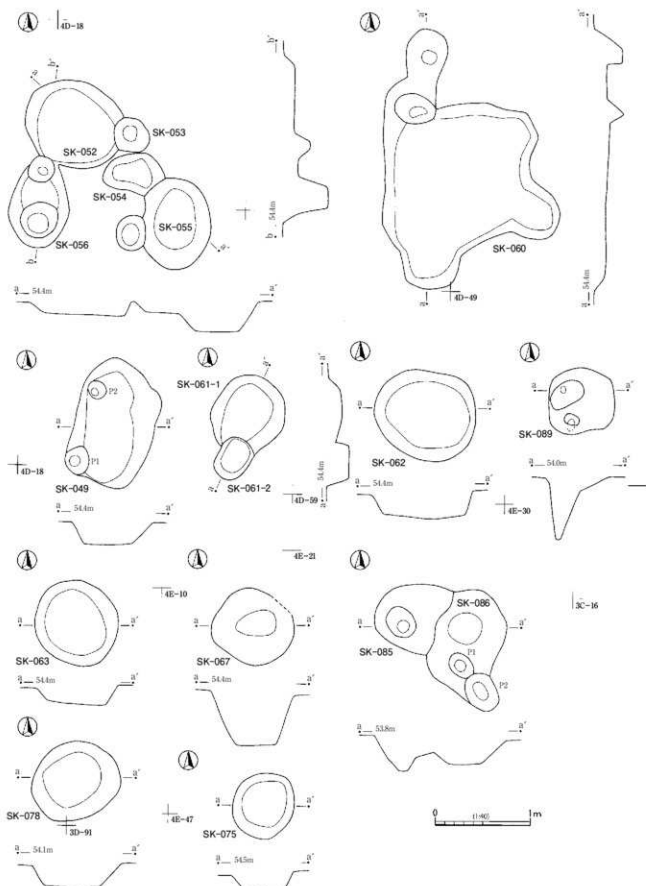 4D-18
b'
a
SK-053
SK-052
SK-054
SK-055
SK-056
b
a'
b'
54.4m
b
a 54.4m a'
a'
SK-060
a
4D-49
a'
54.4m
a
P2
a a'
P1
SK-049
4D-18
a 54.4m a'
SK-061-1
a'
SK-061-2
a
4D-59
a'
54.4m
a
a a'
SK-062
a 54.4m a'
4E-30
a a'
SK-089
a 54.0m a'
4E-21
a a'
SK-063
4E-10
a 54.4m a'
a a'
SK-067
a 54.4m a'
SK-086
3C-16
a a'
SK-085
P1
P2
a 53.8m a'
a a'
SK-078
3D-91
a 54.1m a'
4E-47
a a'
SK-075
a 54.5m a'
0 (1:40) 1m